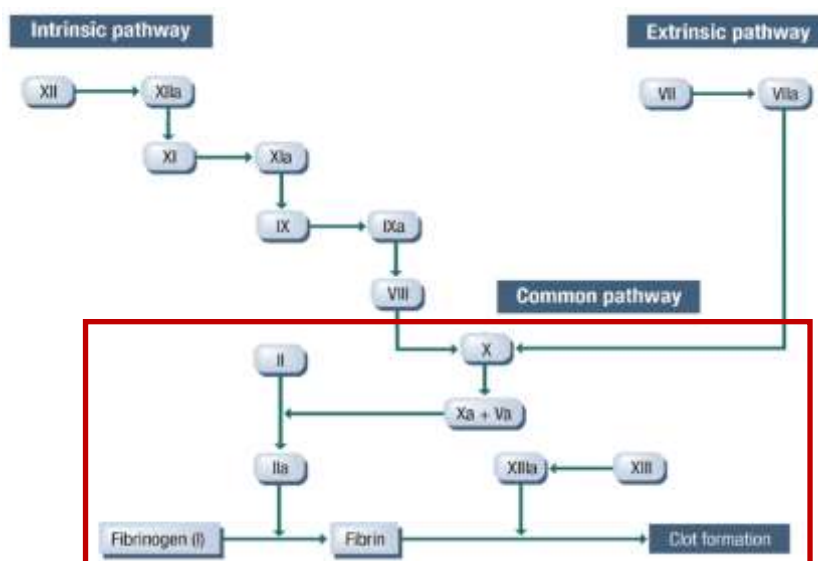 Intrinsic pathway
Extrinsic pathway
XII
XIIa
VII
VIIa
XI
XIa
IX
IXa
VIII
Common pathway
II
X
Xa + Va
IIa
XIIIa
XIII
Fibrinogen (I)
Fibrin
Clot formation